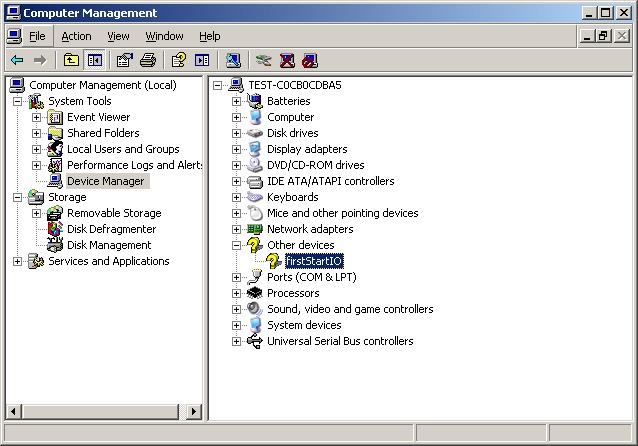 Computer Management
File Action View Window Help
Computer Management (Local)
System Tools
Event Viewer
Shared Folders
Local Users and Groups
Performance Logs and Alerts
Device Manager
Storage
Removable Storage
Disk Defragmenter
Disk Management
Services and Applications
TEST-C0CB0CDBA5
Batteries
Computer
Disk drives
Display adapters
DVD/CD-ROM drives
IDE ATA/ATAPI controllers
Keyboards
Mice and other pointing devices
Network adapters
Other devices
firstStartIO
Ports (COM & LPT)
Processors
Sound, video and game controllers
System devices
Universal Serial Bus controllers